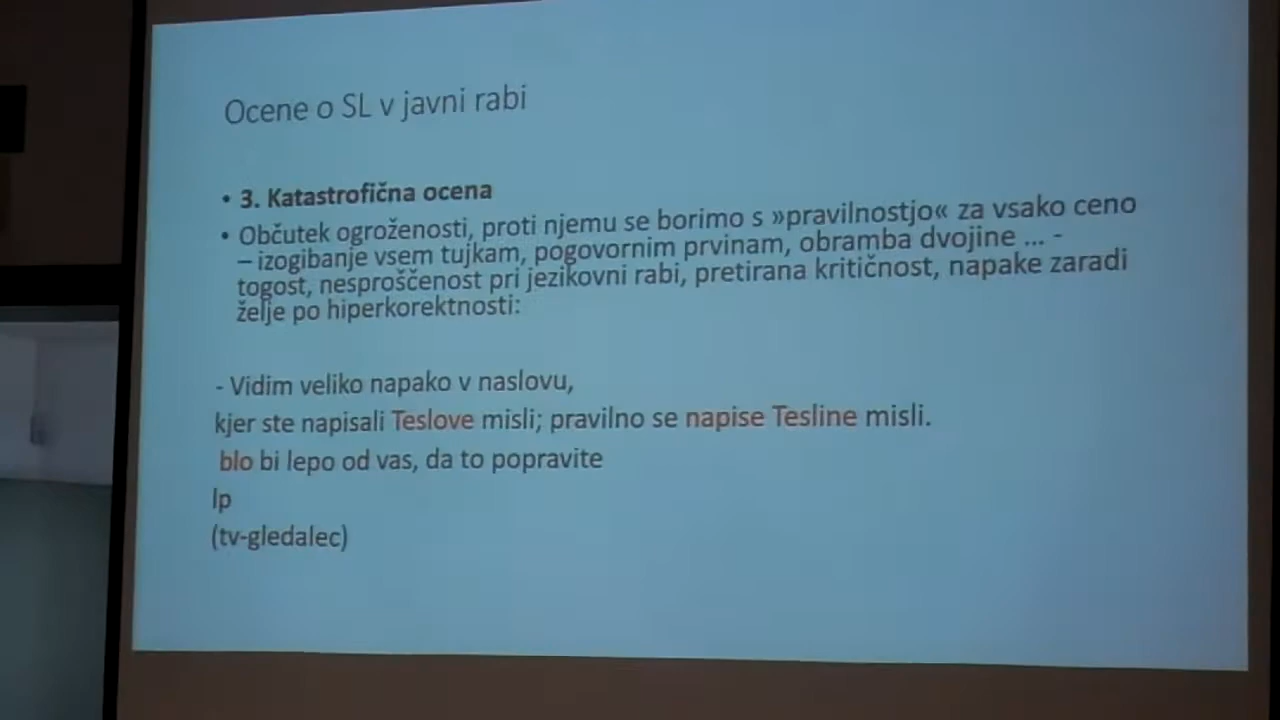 Ocene o SL v javni rabi
• 3. Katastrofična ocena
• Občutek ogroženosti, proti njemu se borimo s »pravilnostjo« za vsako ceno
– izogibanje vsem tujkam, pogovornim prvinam, obramba dvojine ... -
togost, nesproščenost pri jezikovni rabi, pretirana kritičnost, napake zaradi
želje po hiperkorektnosti:
- Vidim veliko napako v naslovu,
kjer ste napisali Teslove misli; pravilno se napise Tesline misli.
blo bi lepo od vas, da to popravite
lp
(tv-gledalec)